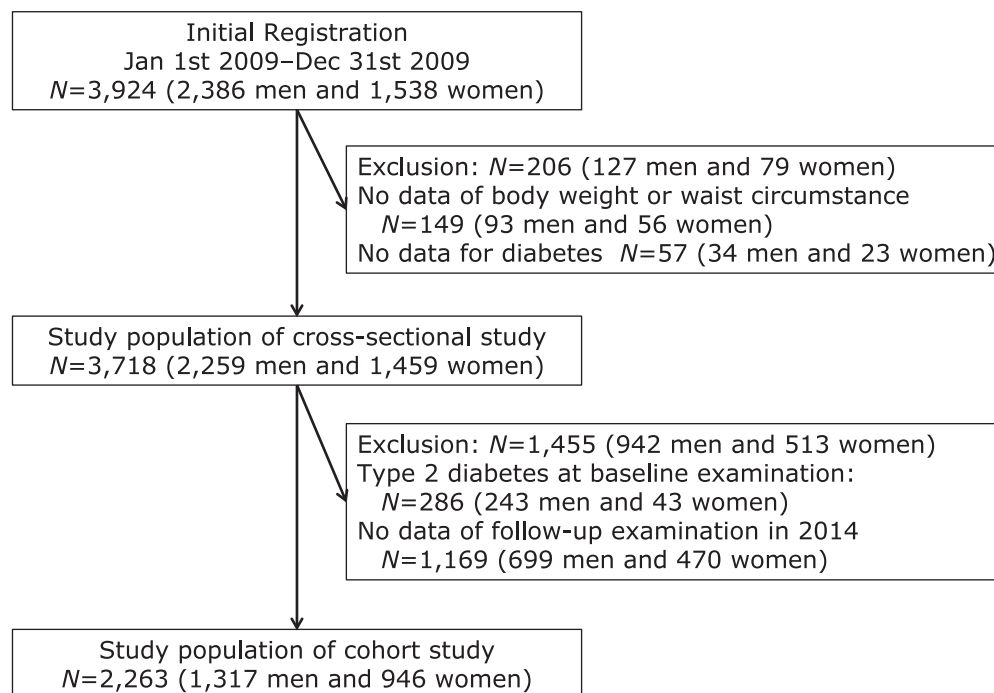 Initial Registration
Jan 1st 2009–Dec 31st 2009
N=3,924 (2,386 men and 1,538 women)
Exclusion: N=206 (127 men and 79 women)
No data of body weight or waist circumstance
N=149 (93 men and 56 women)
No data for diabetes N=57 (34 men and 23 women)
Study population of cross-sectional study
N=3,718 (2,259 men and 1,459 women)
Exclusion: N=1,455 (942 men and 513 women)
Type 2 diabetes at baseline examination:
N=286 (243 men and 43 women)
No data of follow-up examination in 2014
N=1,169 (699 men and 470 women)
Study population of cohort study
N=2,263 (1,317 men and 946 women)